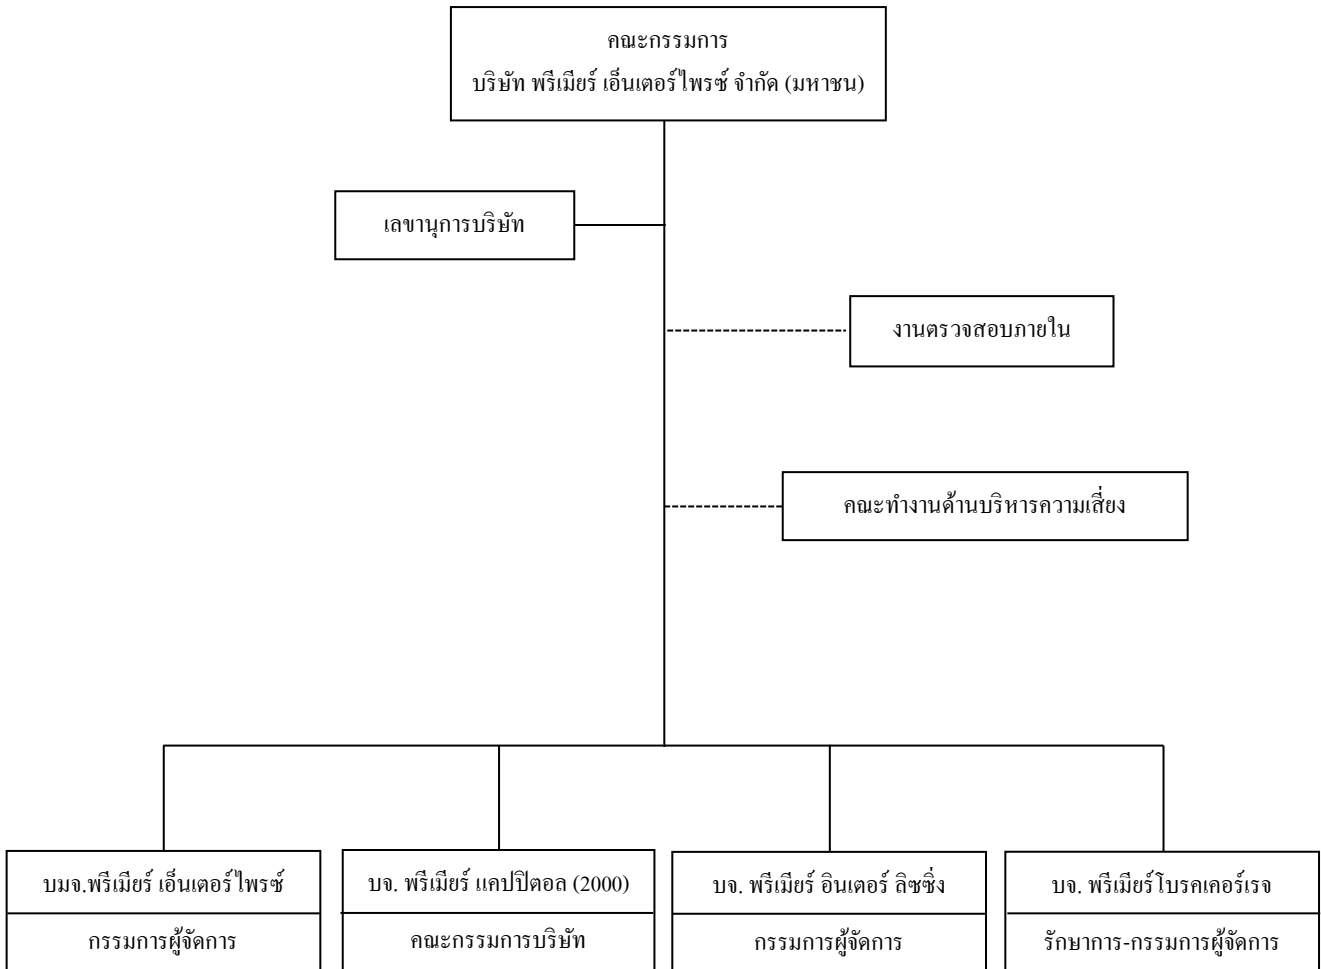 คณะกรรมการ
บริษัท พรีเมียร์ เอ็นเตอร์ไพรซ์ จำกัด (มหาชน)
เลขานุการบริษัท
งานตรวจสอบภายใน
คณะทำงานด้านบริหารความเสี่ยง
บมจ.พรีเมียร์ เอ็นเตอร์ไพรซ์
กรรมการผู้จัดการ
บจ. พรีเมียร์ แคปปิตอล (2000)
คณะกรรมการบริษัท
บจ. พรีเมียร์ อินเตอร์ ลิซซิ่ง
กรรมการผู้จัดการ
บจ. พรีเมียร์โบรคเคอร์เรจ
รักษาการ-กรรมการผู้จัดการ